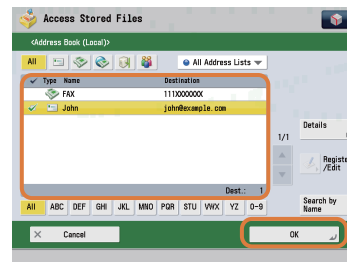 Access Stored Files
<Address Book (Local)>
All
All Address Lists
Type Name Destination
FAX 111XXXXXXX
John john@example.com
1/1
Details
Registe
/Edit
Dest.: 1
All ABC DEF GHI JKL MNO PQR STU VWX YZ 0-9
Search by
Name
Cancel
OK